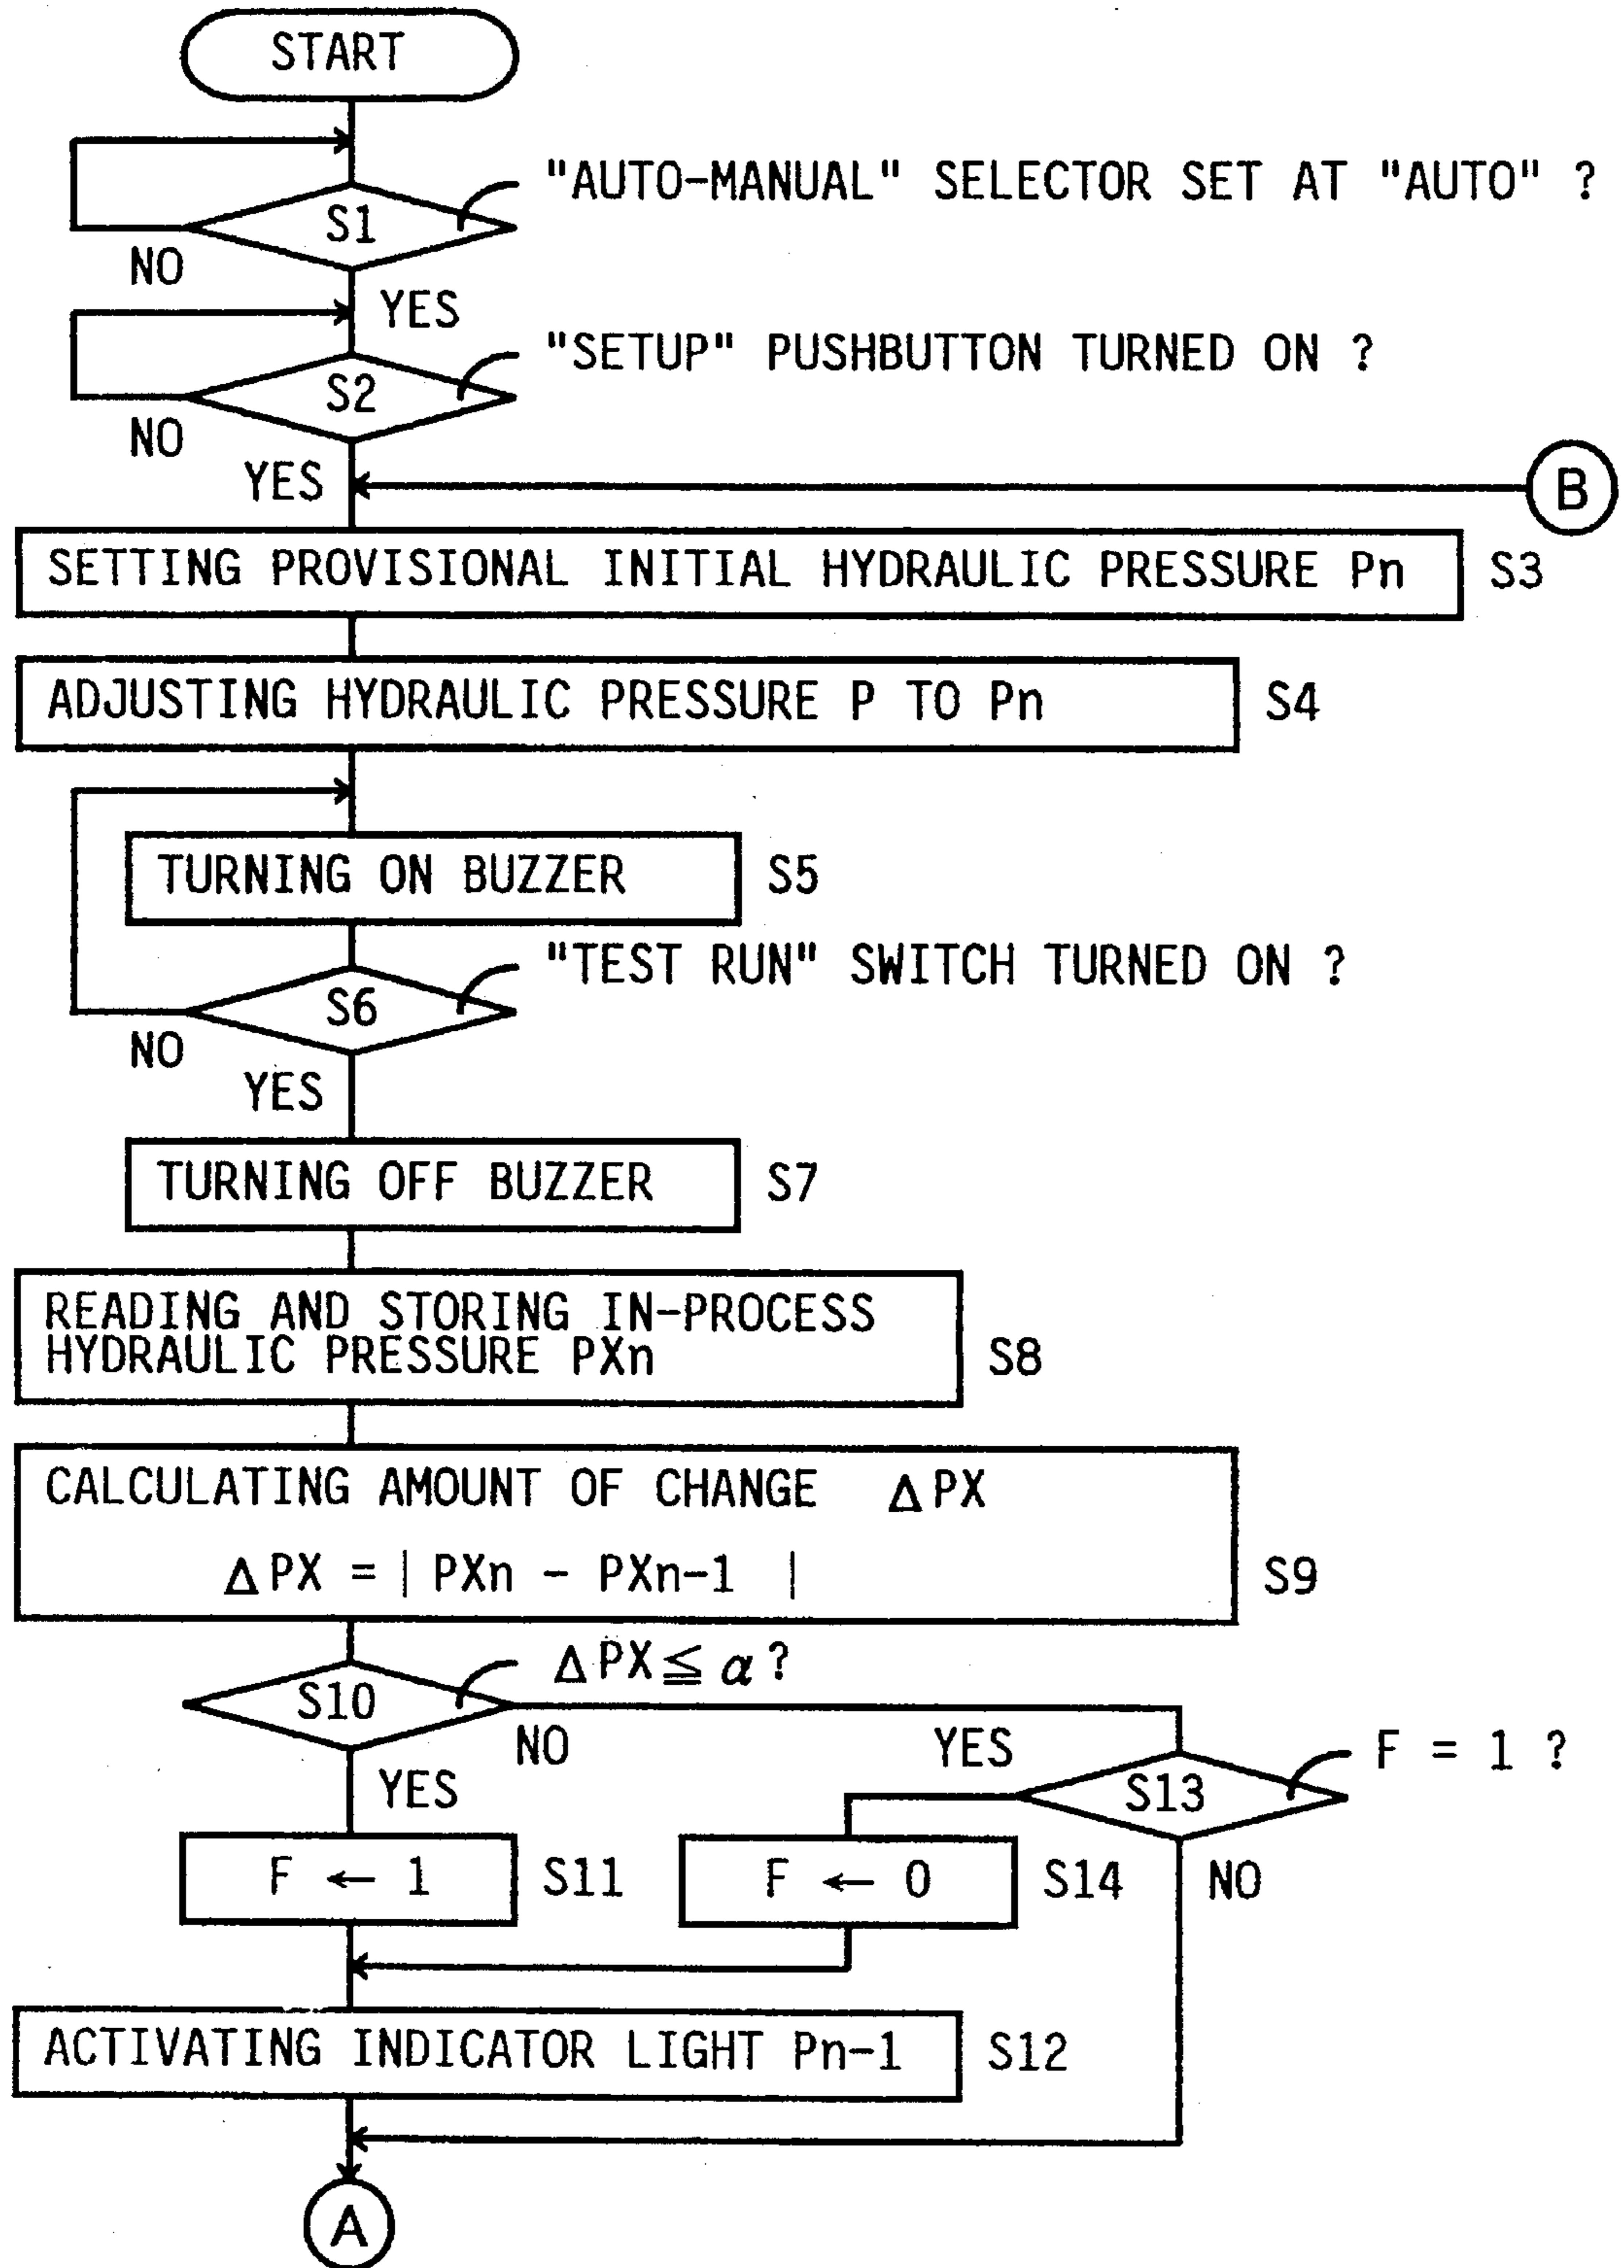 START
"AUTO-MANUAL" SELECTOR SET AT "AUTO" ?
S1
NO
YES
"SETUP" PUSHBUTTON TURNED ON ?
S2
NO
YES
B
SETTING PROVISIONAL INITIAL HYDRAULIC PRESSURE Pn
S3
ADJUSTING HYDRAULIC PRESSURE P TO Pn
S4
TURNING ON BUZZER
S5
"TEST RUN" SWITCH TURNED ON ?
S6
NO
YES
TURNING OFF BUZZER
S7
READING AND STORING IN-PROCESS
HYDRAULIC PRESSURE PXn
S8
CALCULATING AMOUNT OF CHANGE ΔPX
ΔPX = | PXn - PXn-1 |
S9
ΔPX ≦ α ?
S10
NO
YES
YES
F = 1 ?
S13
F ← 1
S11
F ← 0
S14
NO
ACTIVATING INDICATOR LIGHT Pn-1
S12
A